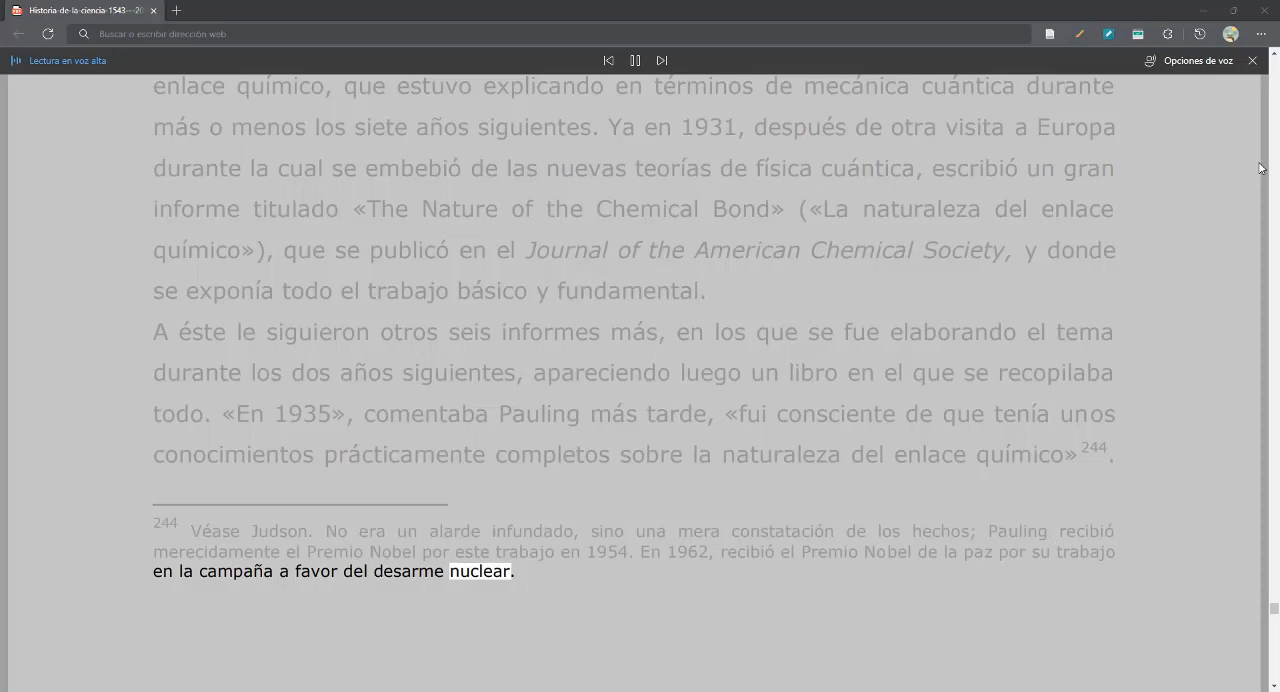 Historia-de-la-ciencia-1543---20
Buscar o escribir dirección web
Lectura en voz alta
Opciones de voz
enlace químico, que estuvo explicando en términos de mecánica cuántica durante
más o menos los siete años siguientes. Ya en 1931, después de otra visita a Europa
durante la cual se embebió de las nuevas teorías de física cuántica, escribió un gran
informe titulado «The Nature of the Chemical Bond» («La naturaleza del enlace
químico»), que se publicó en el Journal of the American Chemical Society, y donde
se exponía todo el trabajo básico y fundamental.
A éste le siguieron otros seis informes más, en los que se fue elaborando el tema
durante los dos años siguientes, apareciendo luego un libro en el que se recopilaba
todo. «En 1935», comentaba Pauling más tarde, «fui consciente de que tenía unos
conocimientos prácticamente completos sobre la naturaleza del enlace químico»244.
244 Véase Judson. No era un alarde infundado, sino una mera constatación de los hechos; Pauling recibió
merecidamente el Premio Nobel por este trabajo en 1954. En 1962, recibió el Premio Nobel de la paz por su trabajo
en la campaña a favor del desarme nuclear.